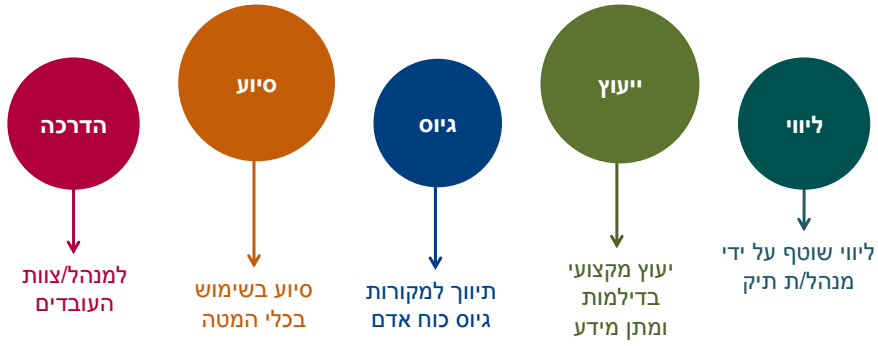 ליווי
ליווי שוטף על ידי
מנהל/ת תיק
ייעוץ
יעוץ מקצועי
בדילמות
ומתן מידע
גיוס
תיווך למקורות
גיוס כוח אדם
סיוע
סיוע בשימוש
בכלי המטה
הדרכה
למנהל/צוות
העובדים